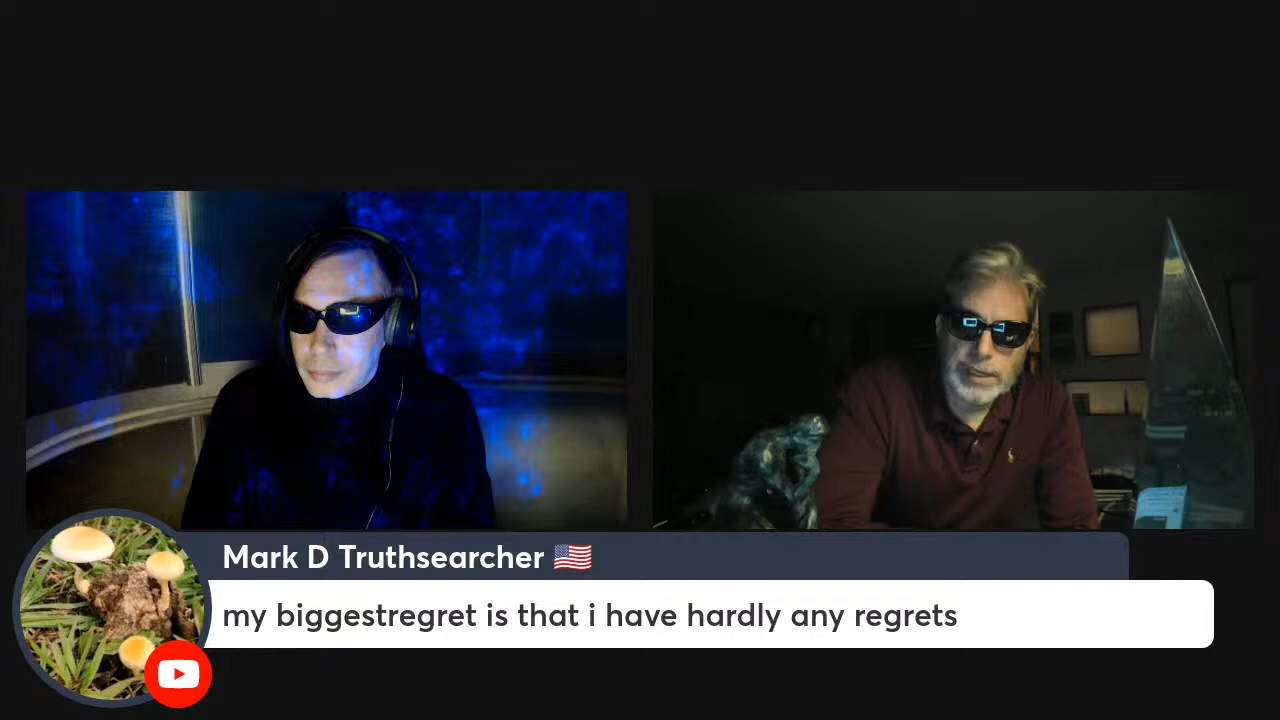 Mark D Truthsearcher 🇺🇸
my biggestregret is that i have hardly any regrets